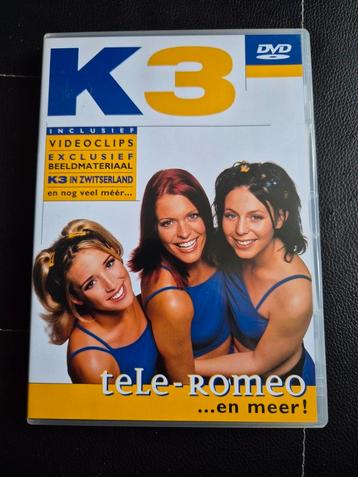 K3
DVD
INCLUSIEF
VIDEOCLIPS
EXCLUSIEF
BEELDMATERIAAL
K3 IN ZWITSERLAND
en nog veel méér...
teLe-Romeo
...en meer!